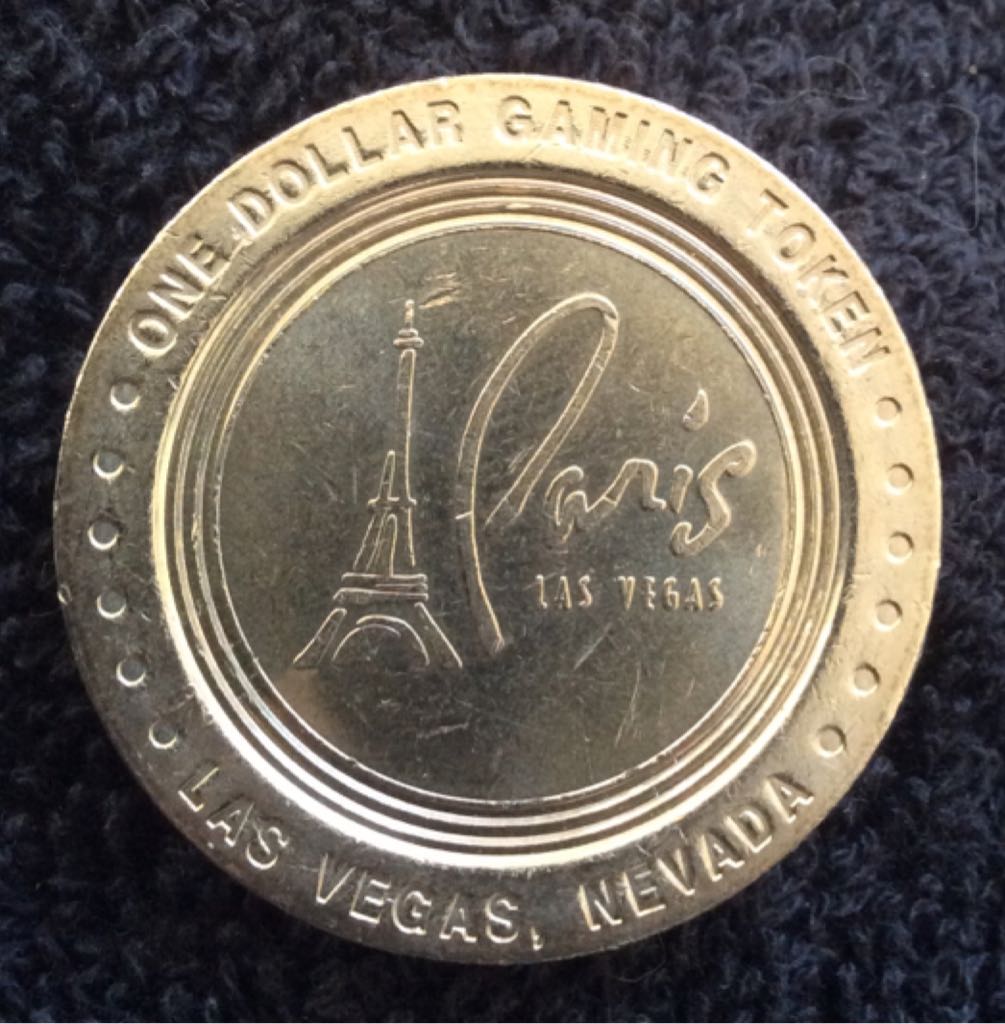 ONE DOLLAR GAMING TOKEN
Paris
LAS VEGAS
LAS VEGAS, NEVADA